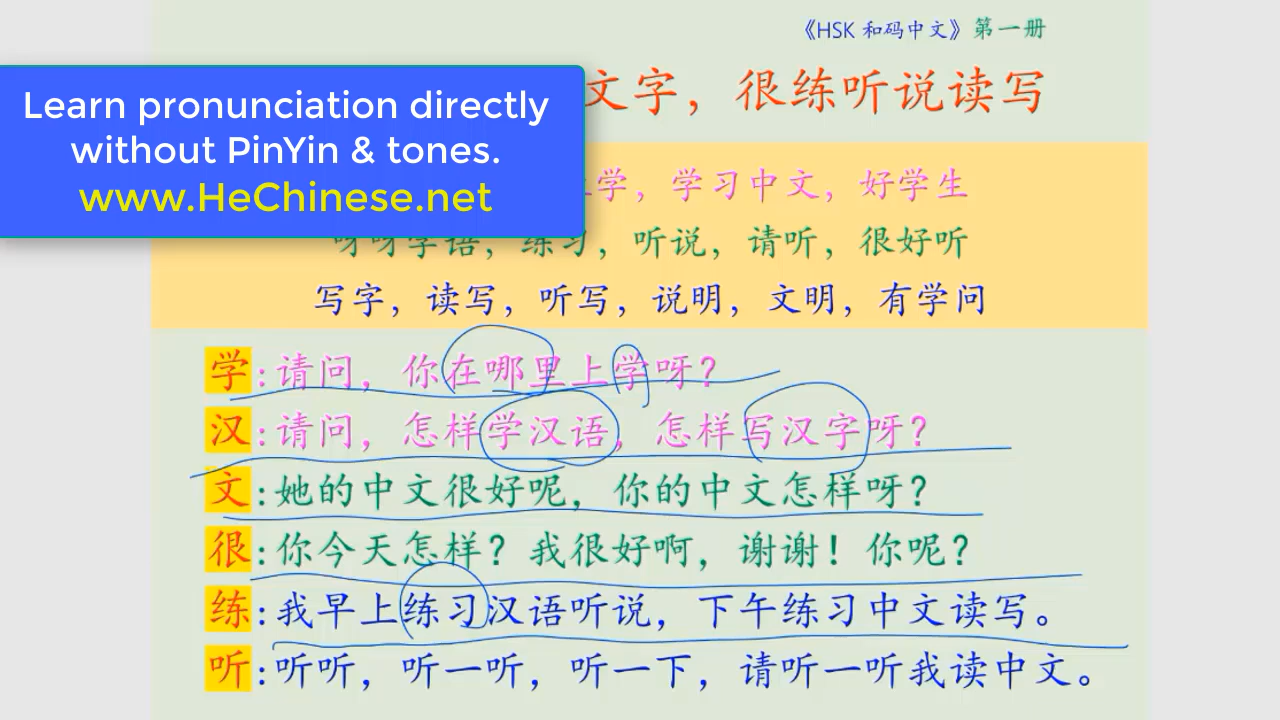 《HSK 和码中文》第一册
文字，很练听说读写
Learn pronunciation directly
without PinYin & tones.
www.HeChinese.net
学，学习中文，好学生
呀呀学语，练习，听说，请听，很好听
写字，读写，听写，说明，文明，有学问
学:请问，你在哪里上学呀？
汉:请问，怎样学汉语，怎样写汉字呀？
文:她的中文很好呢，你的中文怎样呀？
很:你今天怎样？我很好啊，谢谢！你呢？
练:我早上练习汉语听说，下午练习中文读写。
听:听听，听一听，听一下，请听一听我读中文。